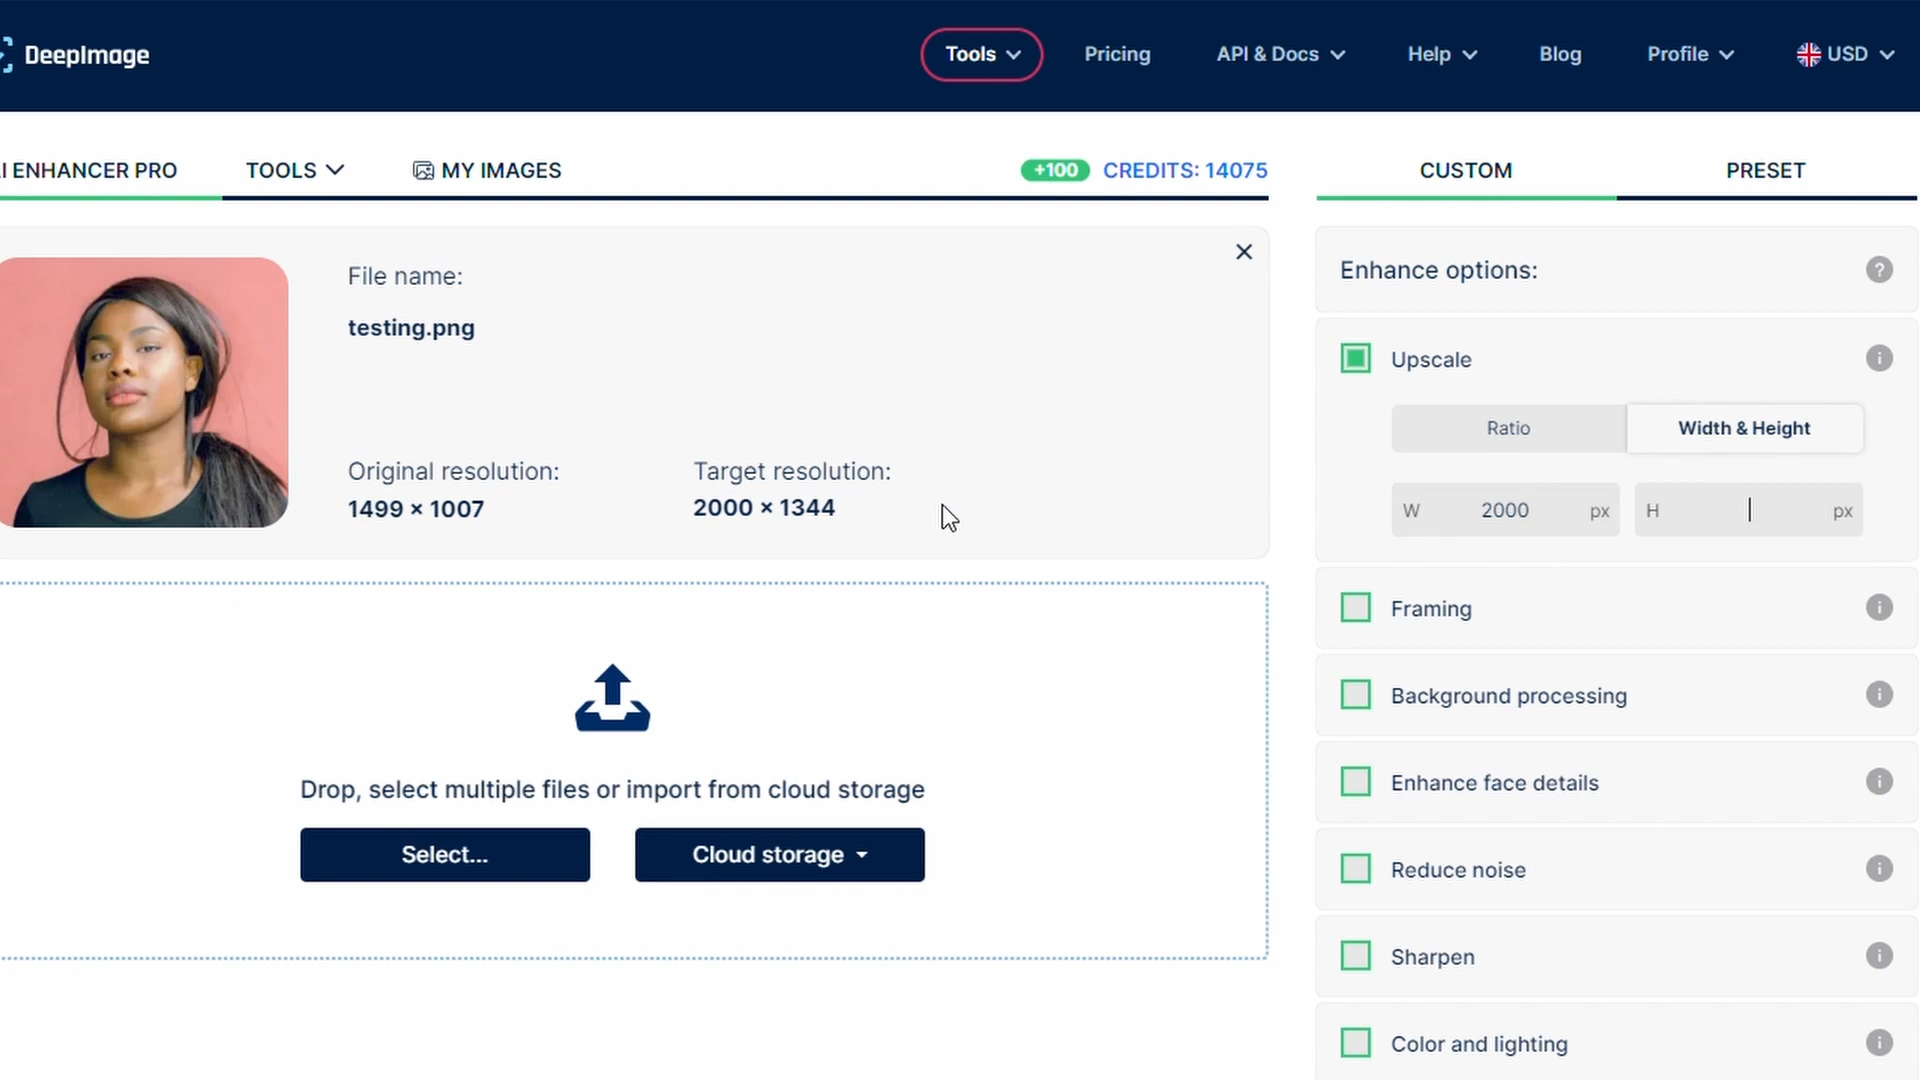 DeepImage
Tools
Pricing
API & Docs
Help
Blog
Profile
USD
I ENHANCER PRO
TOOLS
MY IMAGES
+100
CREDITS: 14075
CUSTOM
PRESET
File name:
testing.png
Original resolution:
1499 × 1007
Target resolution:
2000 × 1344
Drop, select multiple files or import from cloud storage
Select...
Cloud storage
Enhance options:
?
Upscale
i
Ratio
Width & Height
W 2000 px
H px
Framing
i
Background processing
i
Enhance face details
i
Reduce noise
i
Sharpen
i
Color and lighting
i